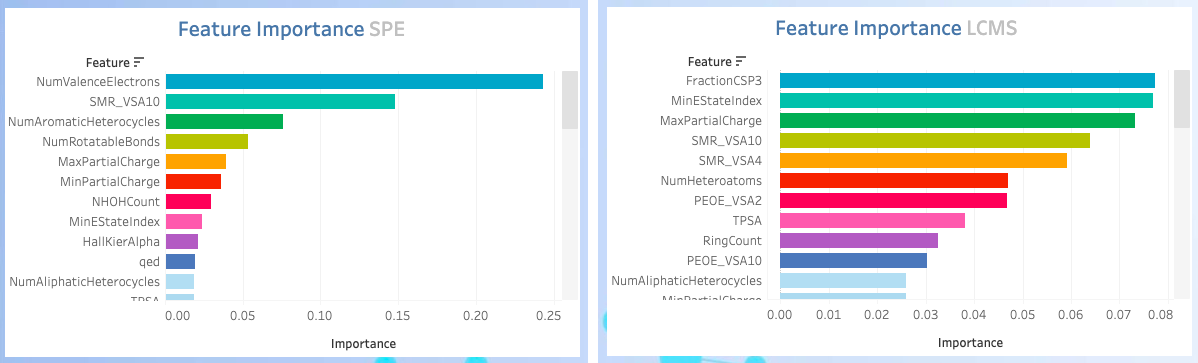 Feature Importance SPE
Feature
NumValenceElectrons
SMR_VSA10
NumAromaticHeterocycles
NumRotatableBonds
MaxPartialCharge
MinPartialCharge
NHOHCount
MinEStateIndex
HallKierAlpha
qed
NumAliphaticHeterocycles
TPSA
0.00 0.05 0.10 0.15 0.20 0.25
Importance
Feature Importance LCMS
Feature
FractionCSP3
MinEStateIndex
MaxPartialCharge
SMR_VSA10
SMR_VSA4
NumHeteroatoms
PEOE_VSA2
TPSA
RingCount
PEOE_VSA10
NumAliphaticHeterocycles
MinPartialCharge
0.00 0.01 0.02 0.03 0.04 0.05 0.06 0.07 0.08
Importance